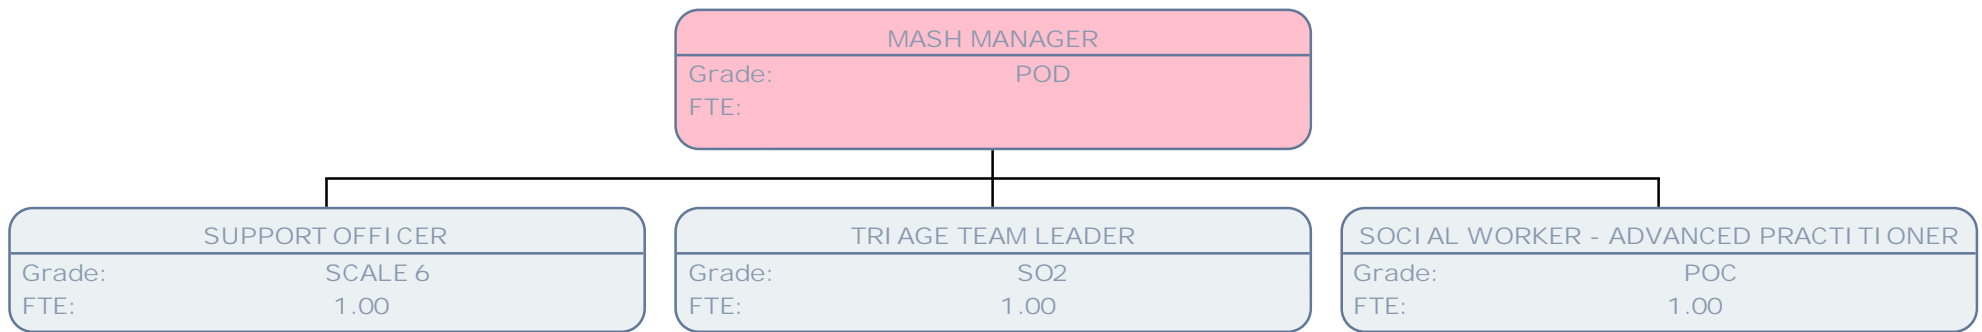 MASH MANAGER
Grade: POD
FTE:
SUPPORT OFFICER
Grade: SCALE 6
FTE: 1.00
TRIAGE TEAM LEADER
Grade: SO2
FTE: 1.00
SOCIAL WORKER - ADVANCED PRACTITIONER
Grade: POC
FTE: 1.00